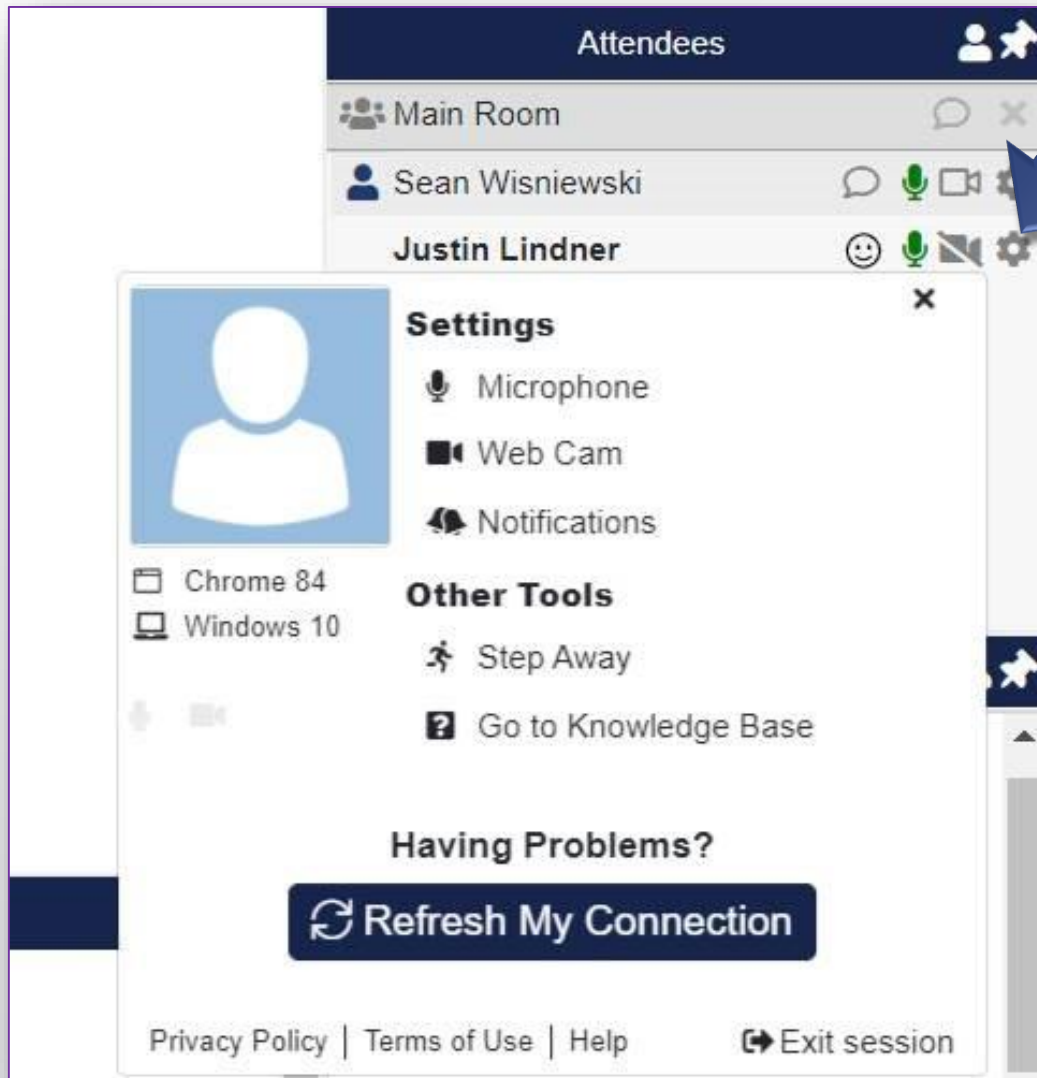 Attendees
Main Room
Sean Wisniewski
Justin Lindner
Settings
Microphone
Web Cam
Notifications
Chrome 84
Windows 10
Other Tools
Step Away
Go to Knowledge Base
Having Problems?
Refresh My Connection
Privacy Policy | Terms of Use | Help
Exit session